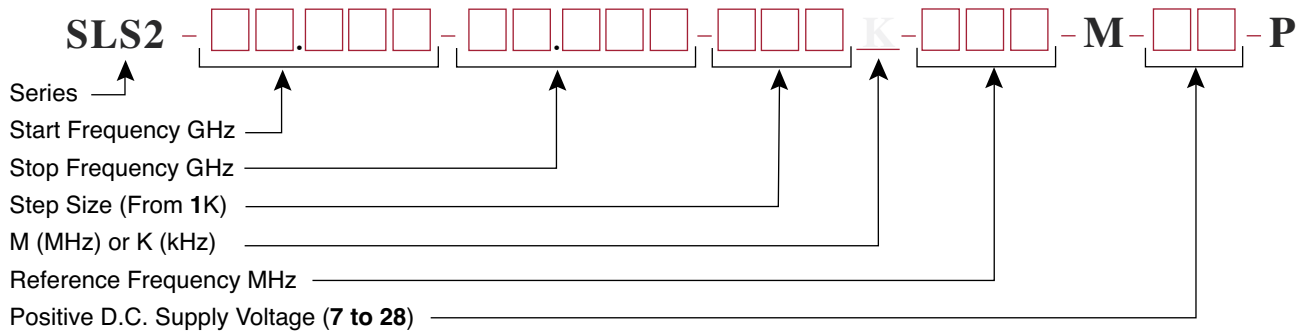 SLS2 - . - . - K - - M - - P
Series
Start Frequency GHz
Stop Frequency GHz
Step Size (From 1K)
M (MHz) or K (kHz)
Reference Frequency MHz
Positive D.C. Supply Voltage (7 to 28)